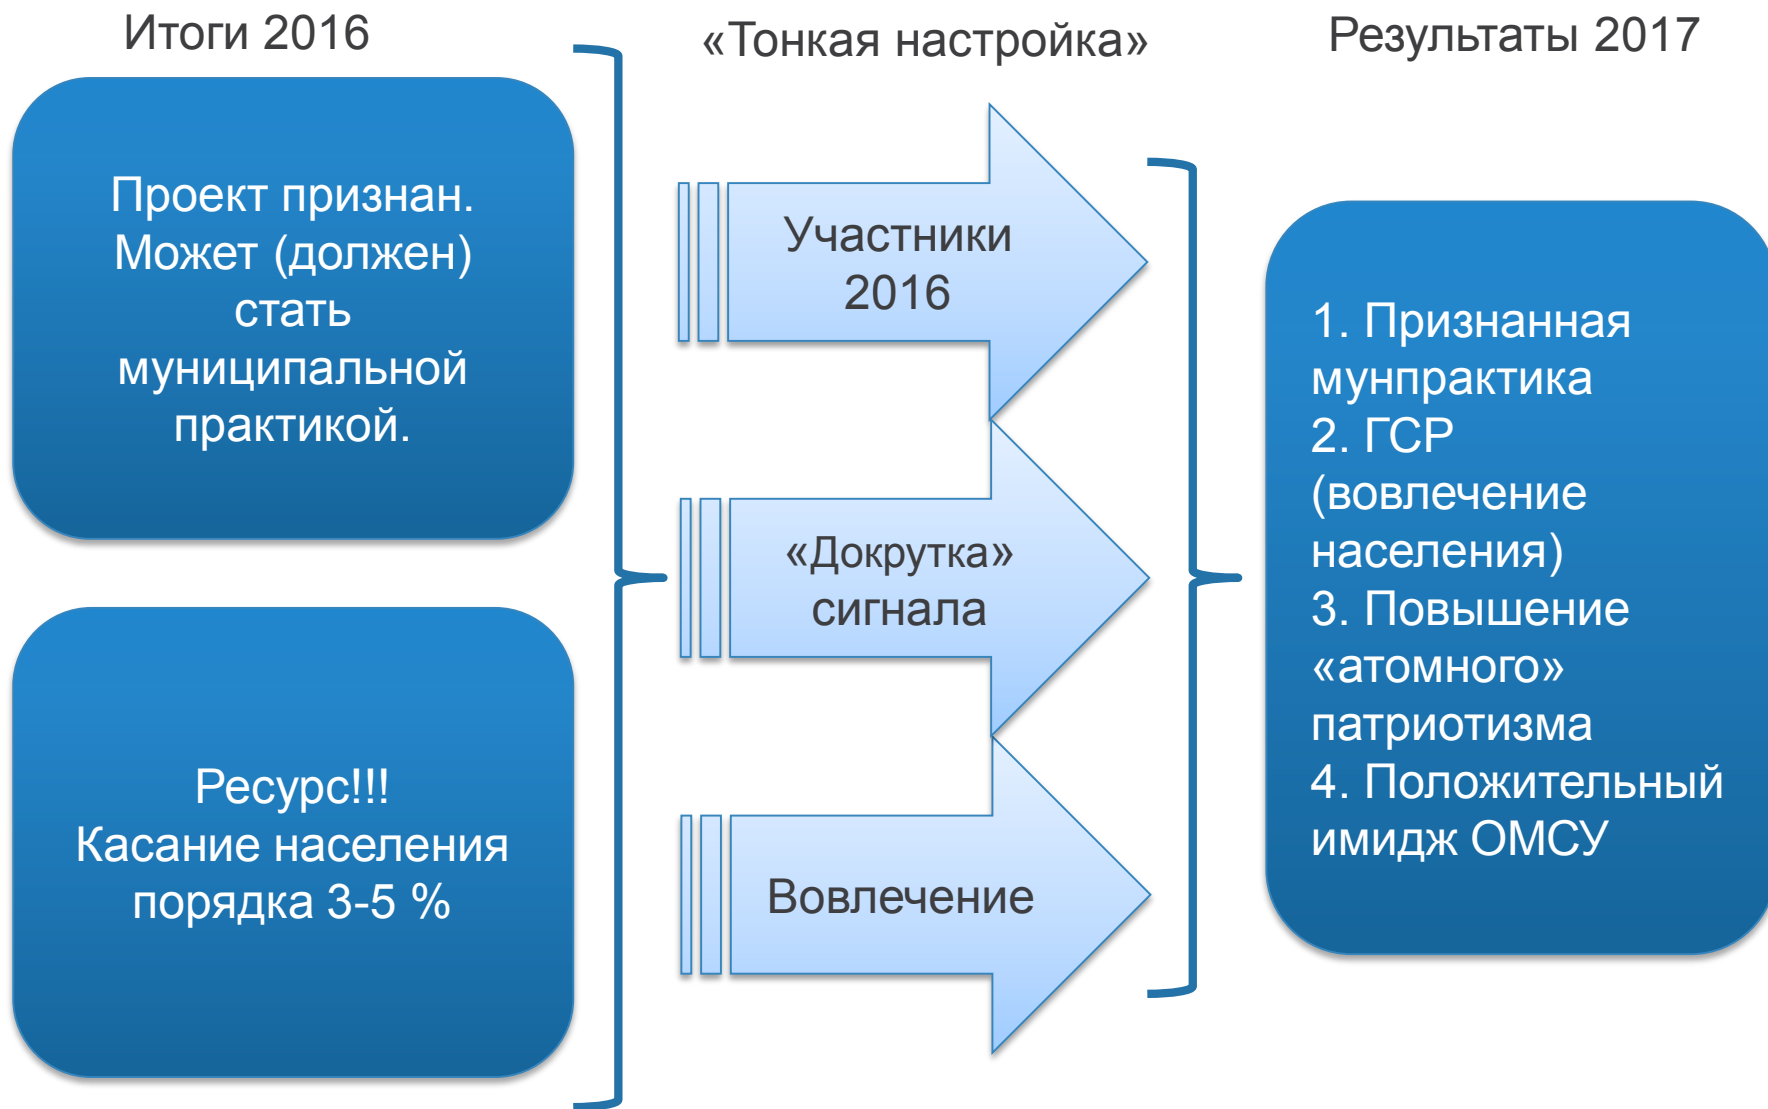 Итоги 2016
Проект признан.
Может (должен)
стать
муниципальной
практикой.
Ресурс!!!
Касание населения
порядка 3-5 %
«Тонкая настройка»
Участники
2016
«Докрутка»
сигнала
Вовлечение
Результаты 2017
1. Признанная
мунпрактика
2. ГСР
(вовлечение
населения)
3. Повышение
«атомного»
патриотизма
4. Положительный
имидж ОМСУ